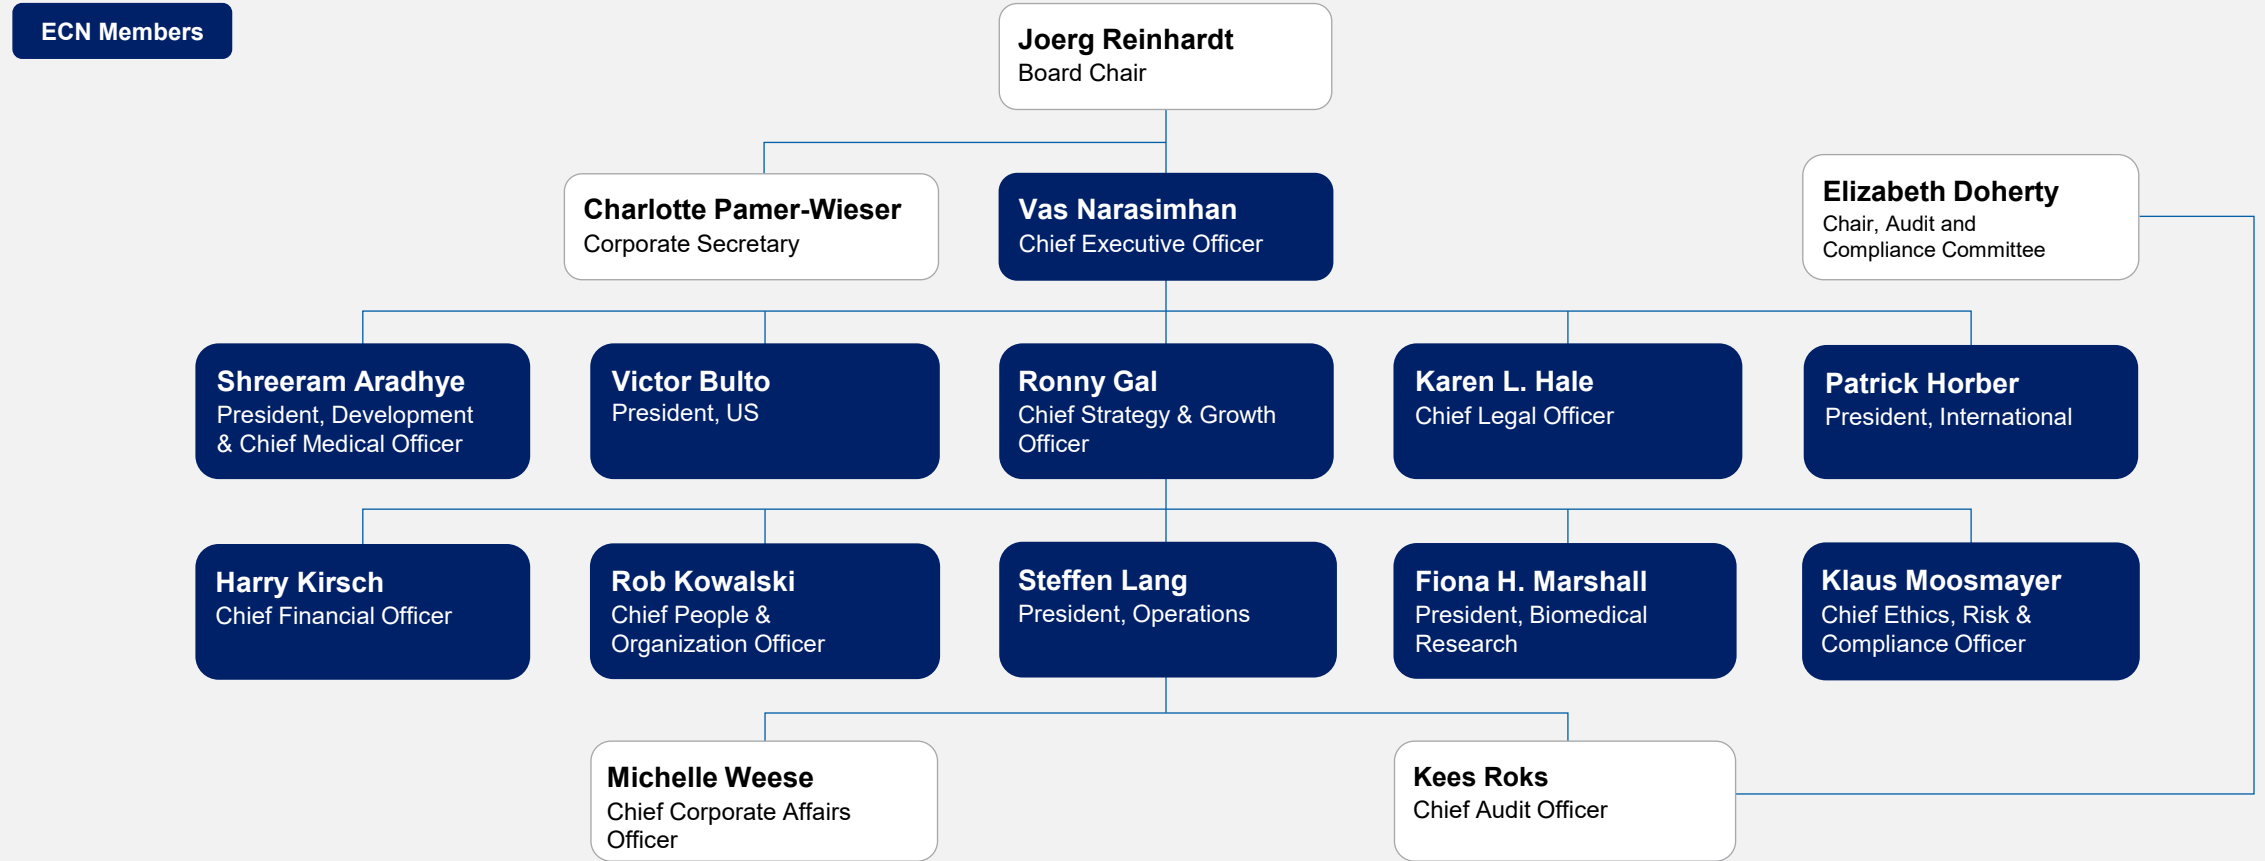 ECN Members
Joerg Reinhardt
Board Chair
Charlotte Pamer-Wieser
Corporate Secretary
Vas Narasimhan
Chief Executive Officer
Elizabeth Doherty
Chair, Audit and
Compliance Committee
Shreeram Aradhye
President, Development
& Chief Medical Officer
Victor Bulto
President, US
Ronny Gal
Chief Strategy & Growth
Officer
Karen L. Hale
Chief Legal Officer
Patrick Horber
President, International
Harry Kirsch
Chief Financial Officer
Rob Kowalski
Chief People &
Organization Officer
Steffen Lang
President, Operations
Fiona H. Marshall
President, Biomedical
Research
Klaus Moosmayer
Chief Ethics, Risk &
Compliance Officer
Michelle Weese
Chief Corporate Affairs
Officer
Kees Roks
Chief Audit Officer